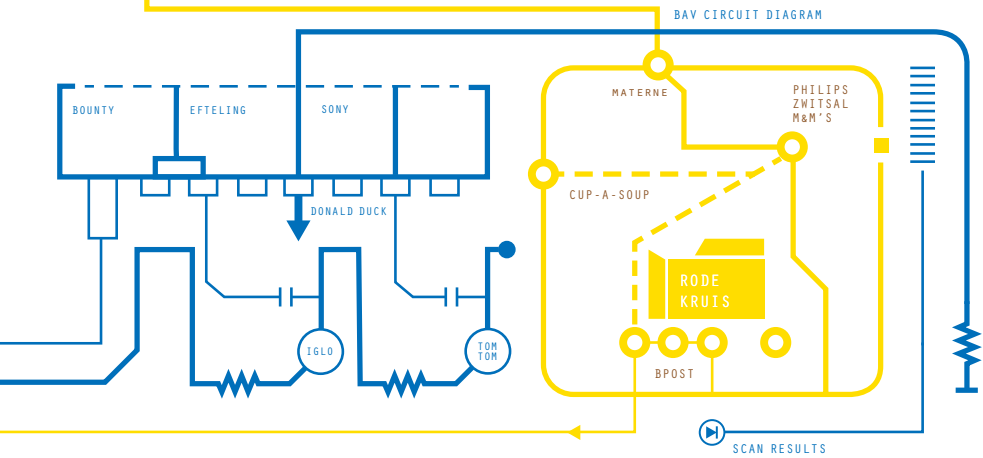 BAV CIRCUIT DIAGRAM
MATERNE
PHILIPS
ZWITSAL
M&M'S
BOUNTY
EFTELING
SONY
CUP-A-SOUP
DONALD DUCK
RODE
KRUIS
IGLO
TOM
TOM
BPOST
SCAN RESULTS